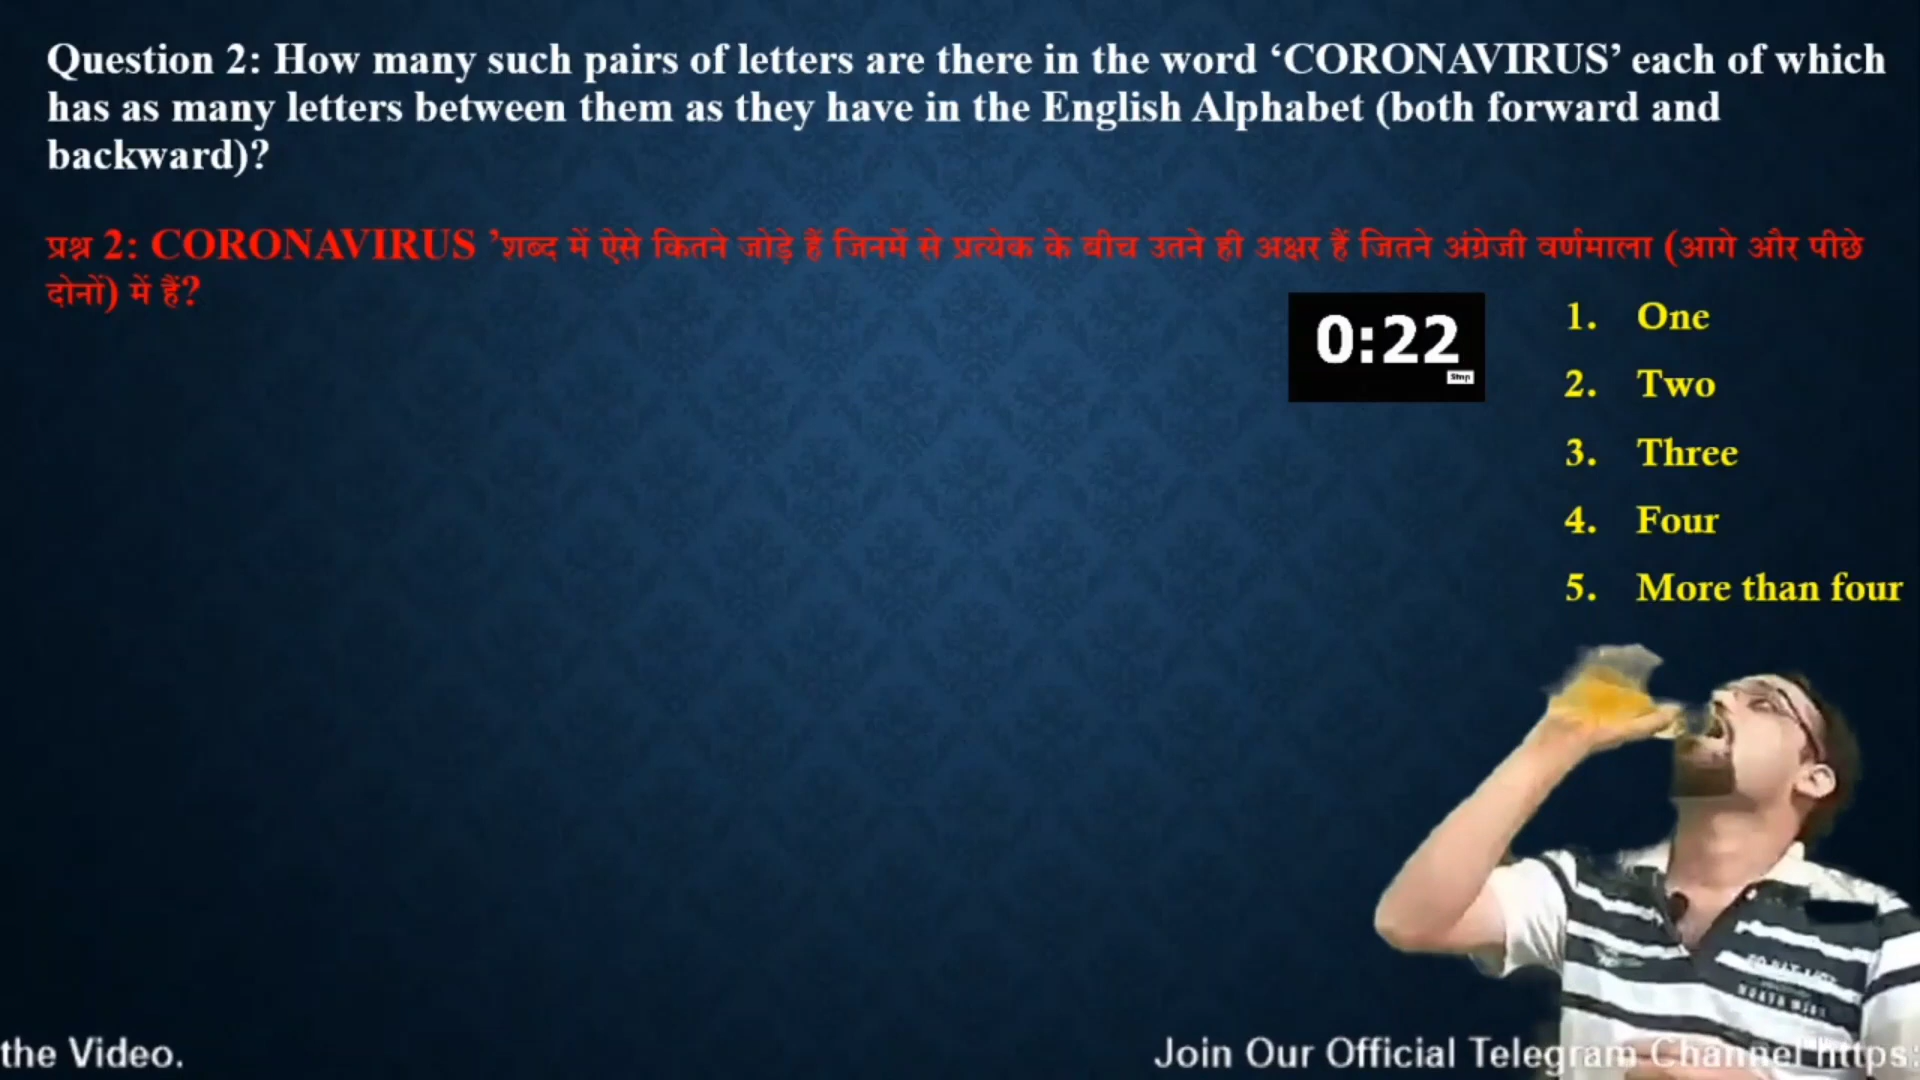 Question 2: How many such pairs of letters are there in the word ‘CORONAVIRUS’ each of which
has as many letters between them as they have in the English Alphabet (both forward and
backward)?
प्रश्न 2: CORONAVIRUS ’शब्द में ऐसे कितने जोड़े हैं जिनमें से प्रत्येक के बीच उतने ही अक्षर हैं जितने अंग्रेजी वर्णमाला (आगे और पीछे
दोनों) में हैं?
0:22
Stop
1. One
2. Two
3. Three
4. Four
5. More than four
the Video.
Join Our Official Telegram Channel https: